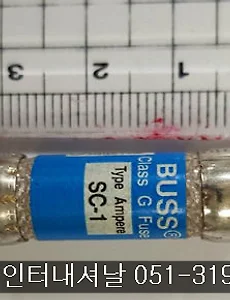 3 2 1
BUSS®
Class G Fuse
Type Ampere
SC-1
인터내셔날 051-319